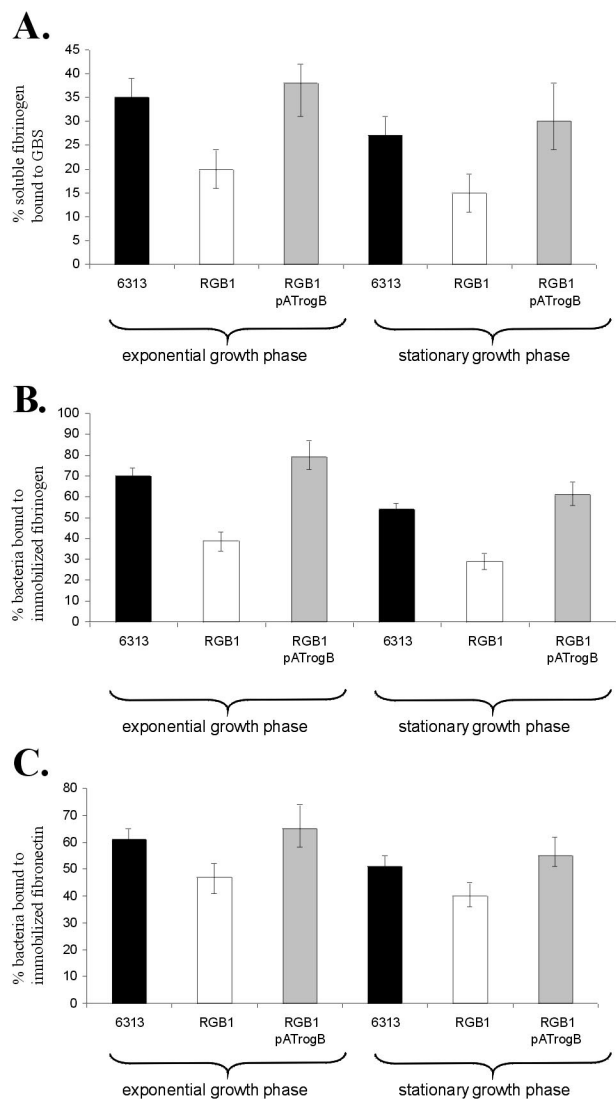 A.
% soluble fibrinogen
bound to GBS
45
40
35
30
25
20
15
10
5
0
6313
RGB1
RGB1
pATrogB
6313
RGB1
RGB1
pATrogB
exponential growth phase
stationary growth phase
B.
% bacteria bound to
immobilized fibrinogen
100
90
80
70
60
50
40
30
20
10
0
6313
RGB1
RGB1
pATrogB
6313
RGB1
RGB1
pATrogB
exponential growth phase
stationary growth phase
C.
% bacteria bound to
immobilized fibronectin
80
70
60
50
40
30
20
10
0
6313
RGB1
RGB1
pATrogB
6313
RGB1
RGB1
pATrogB
exponential growth phase
stationary growth phase